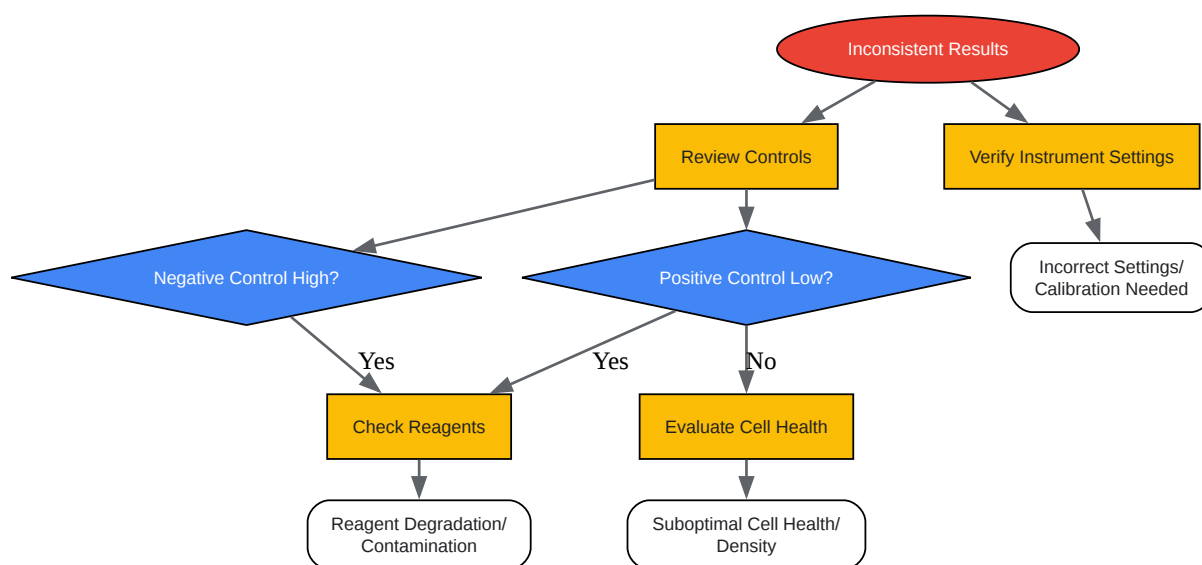 Inconsistent Results
Review Controls
Verify Instrument Settings
Negative Control High?
Positive Control Low?
Incorrect Settings/
Calibration Needed
Yes
Yes
No
Check Reagents
Evaluate Cell Health
Reagent Degradation/
Contamination
Suboptimal Cell Health/
Density